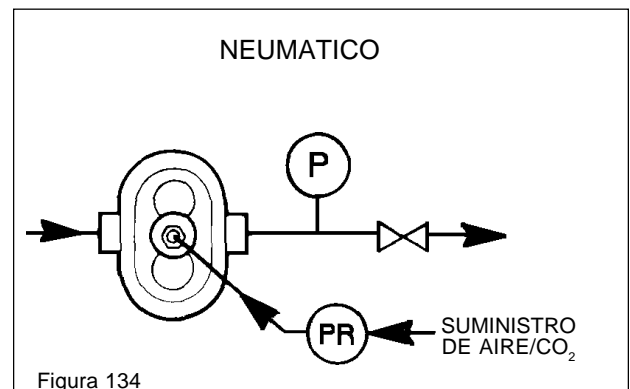 NEUMATICO
P
PR
SUMINISTRO
DE AIRE/CO₂
Figura 134